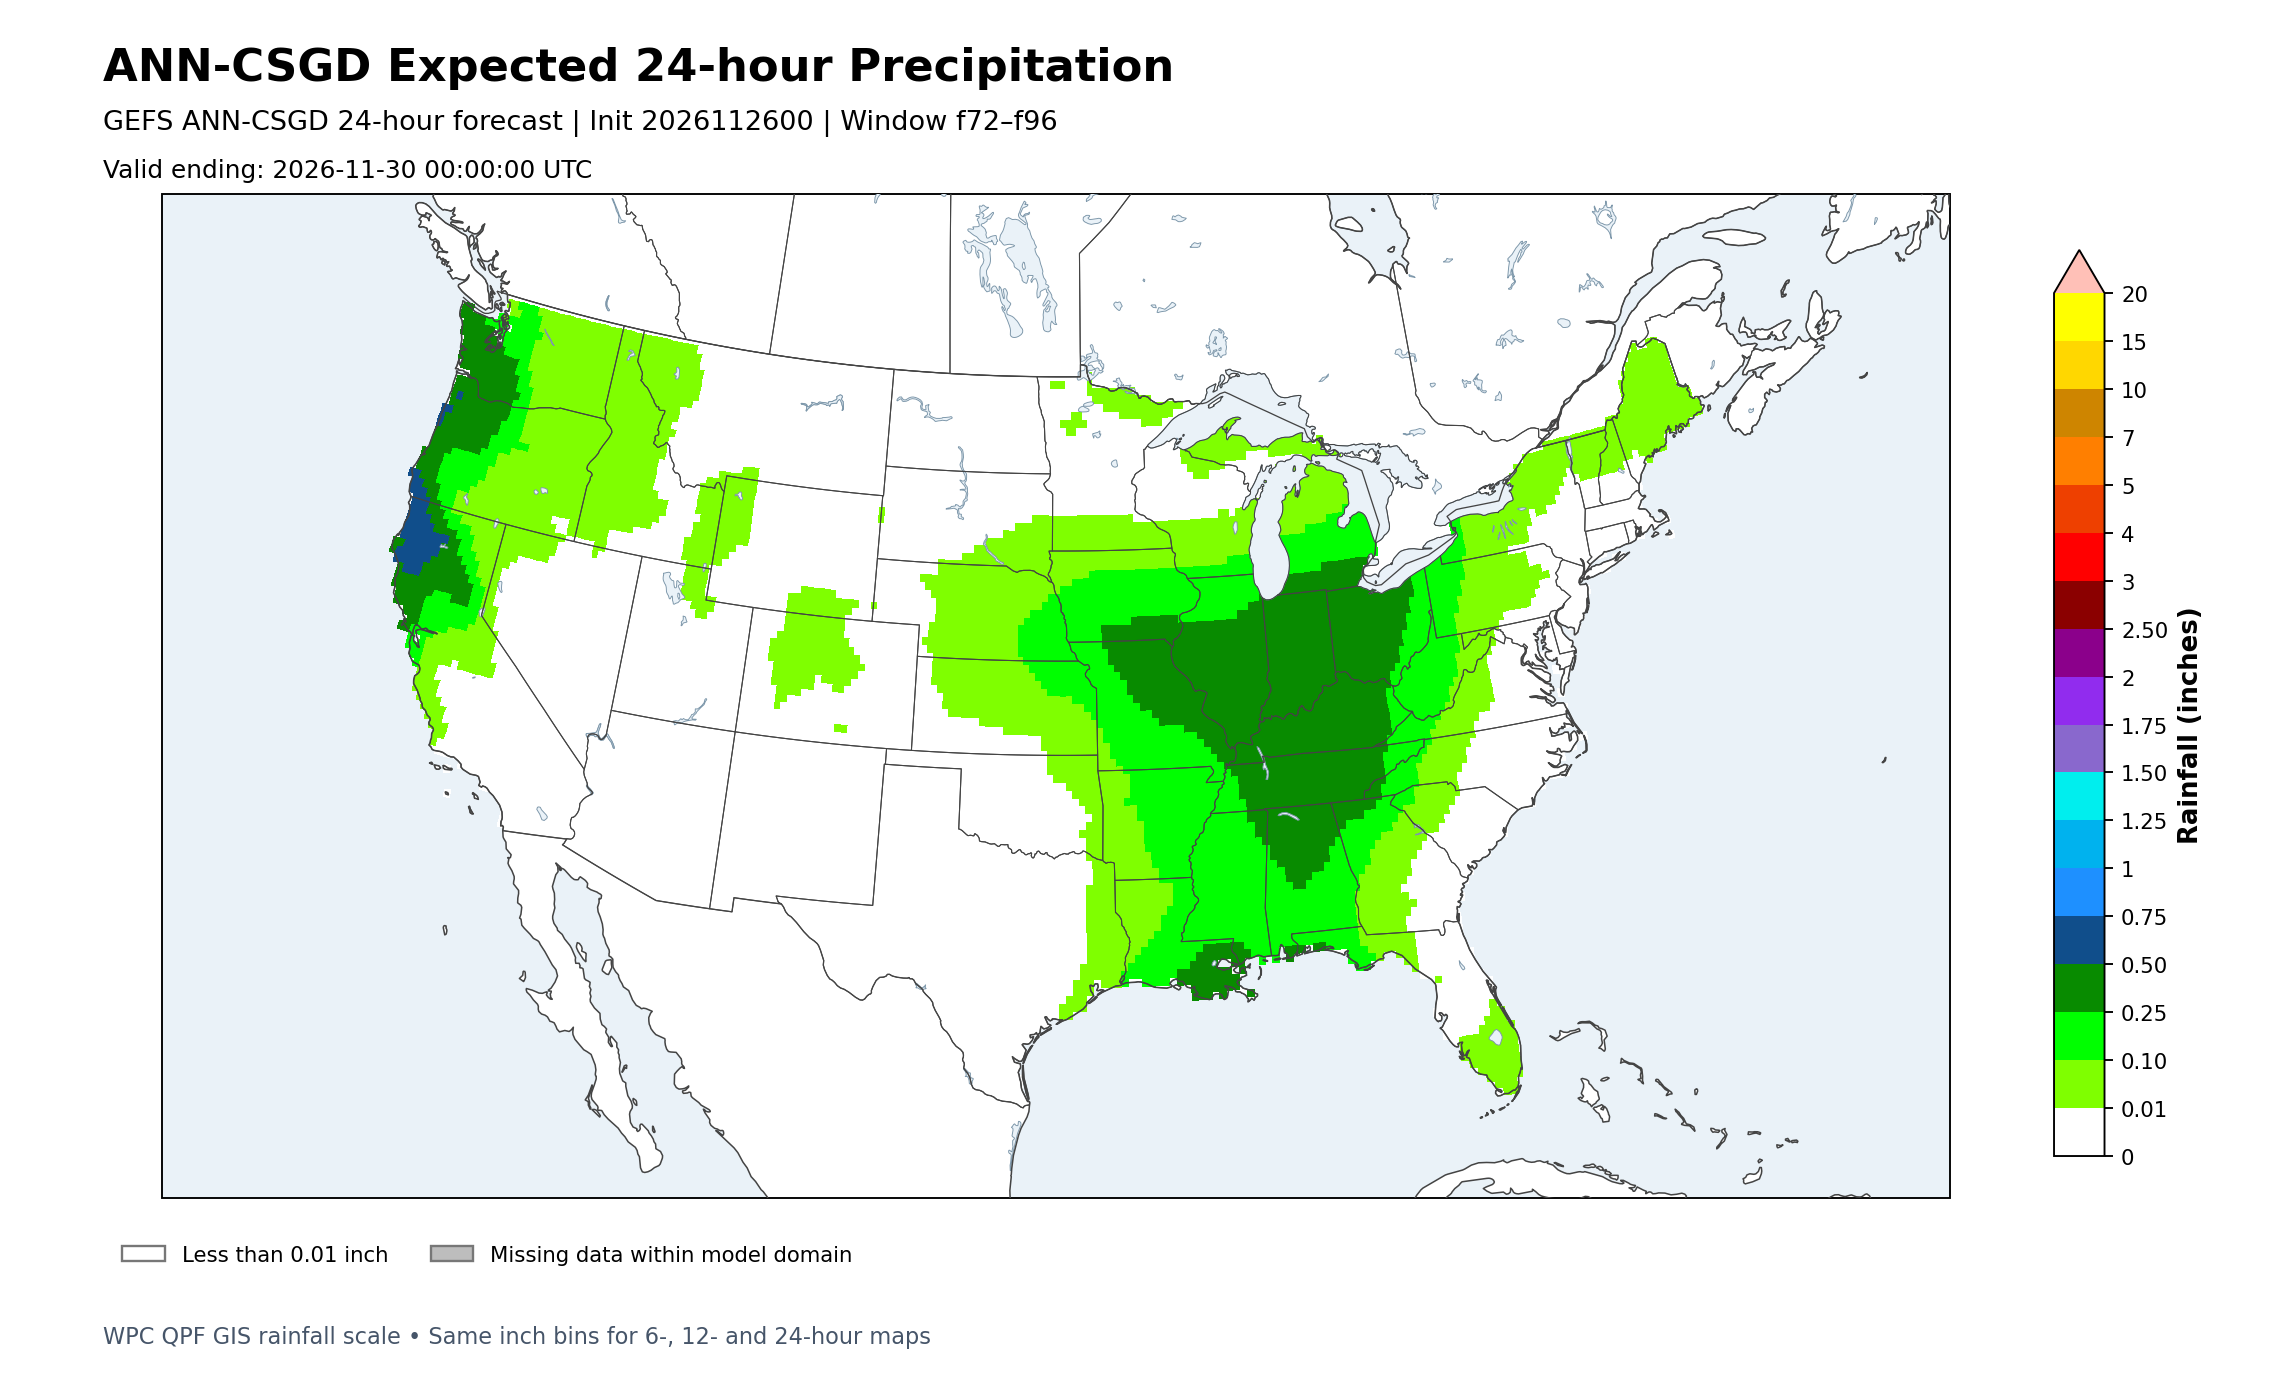 ANN-CSGD Expected 24-hour Precipitation
GEFS ANN-CSGD 24-hour forecast | Init 2026112600 | Window f72–f96
Valid ending: 2026-11-30 00:00:00 UTC
20
15
10
7
5
4
3
2.50
2
1.75
1.50
1.25
1
0.75
0.50
0.25
0.10
0.01
0
Rainfall (inches)
Less than 0.01 inch
Missing data within model domain
WPC QPF GIS rainfall scale • Same inch bins for 6-, 12- and 24-hour maps